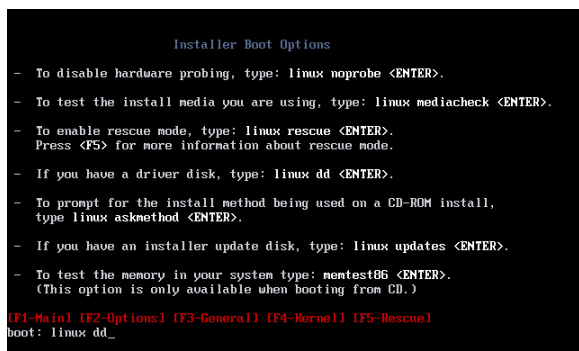 Installer Boot Options
- To disable hardware probing, type: linux noprobe <ENTER>.
- To test the install media you are using, type: linux mediacheck <ENTER>.
- To enable rescue mode, type: linux rescue <ENTER>.
Press <F5> for more information about rescue mode.
- If you have a driver disk, type: linux dd <ENTER>.
- To prompt for the install method being used on a CD-ROM install,
type linux askmethod <ENTER>.
- If you have an installer update disk, type: linux updates <ENTER>.
- To test the memory in your system type: memtest86 <ENTER>.
(This option is only available when booting from CD.)
[F1-Main] [F2-Options] [F3-General] [F4-Kernel] [F5-Rescue]
boot: linux dd_